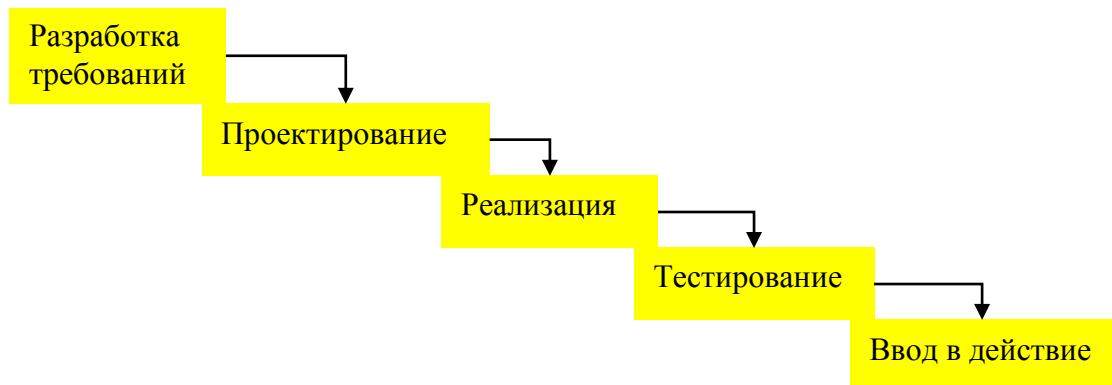 Разработка
требований
Проектирование
Реализация
Тестирование
Ввод в действие